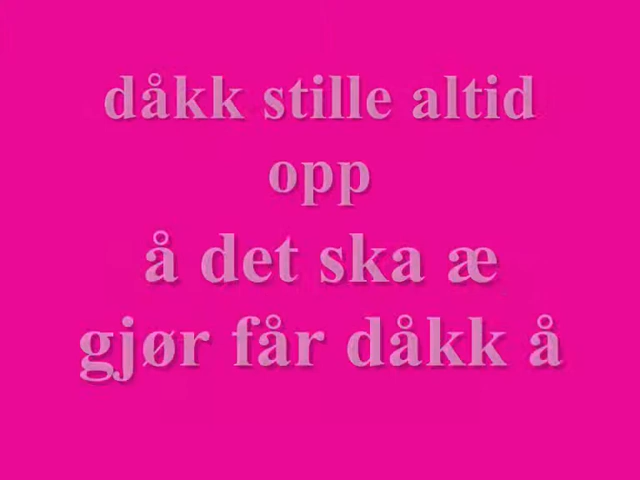 dåkk stille altid
opp
å det ska æ
gjør får dåkk å